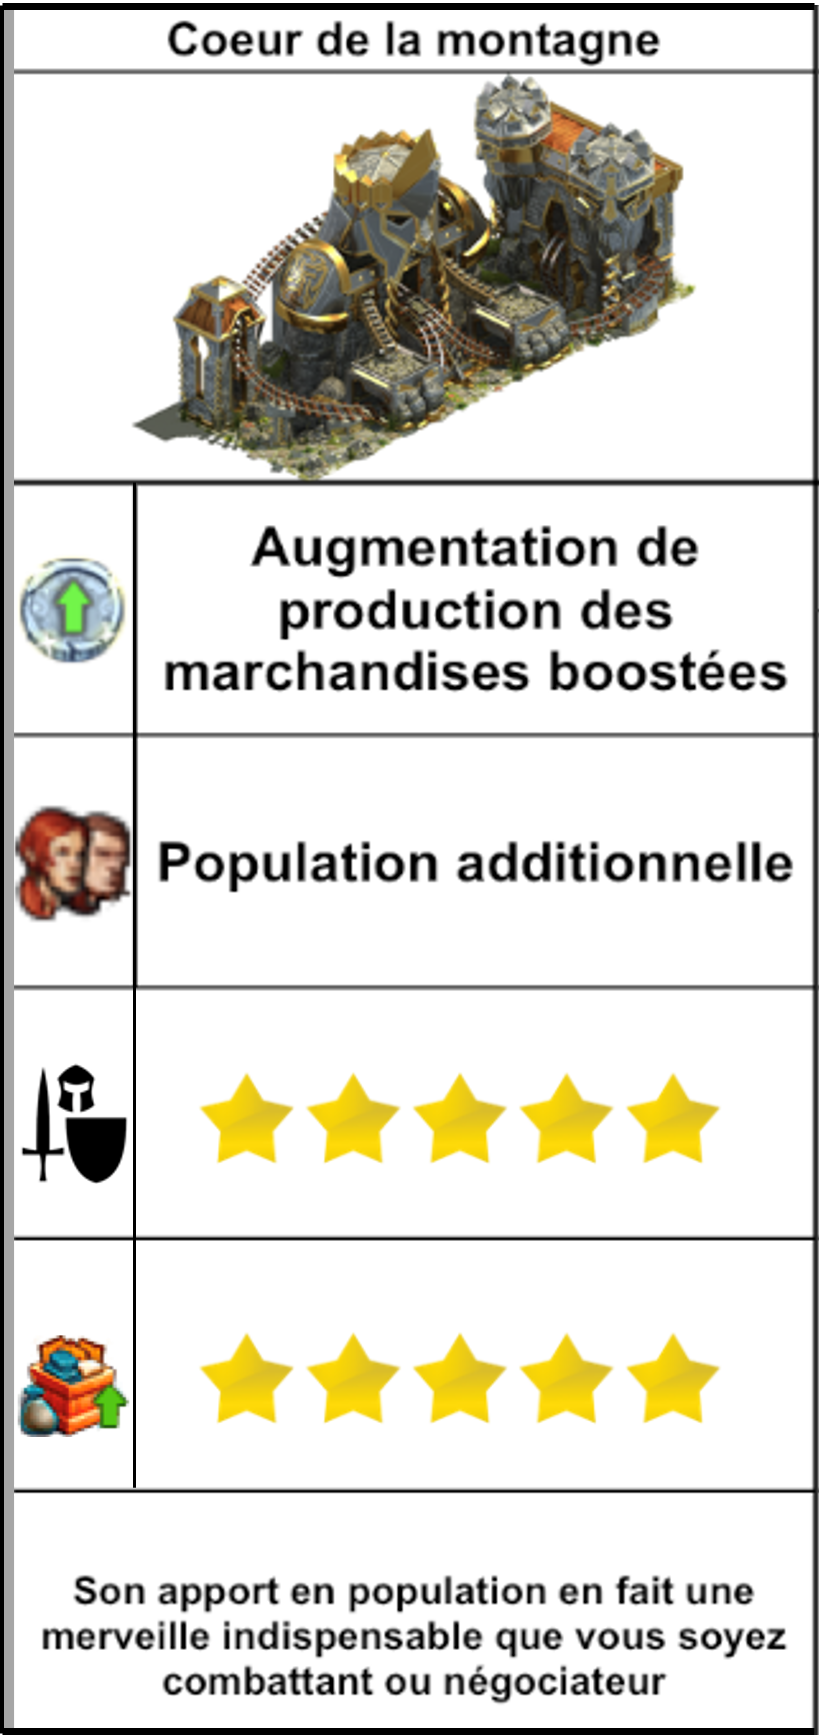 Coeur de la montagne
Augmentation de
production des
marchandises boostées
Population additionnelle
Son apport en population en fait une
merveille indispensable que vous soyez
combattant ou négociateur